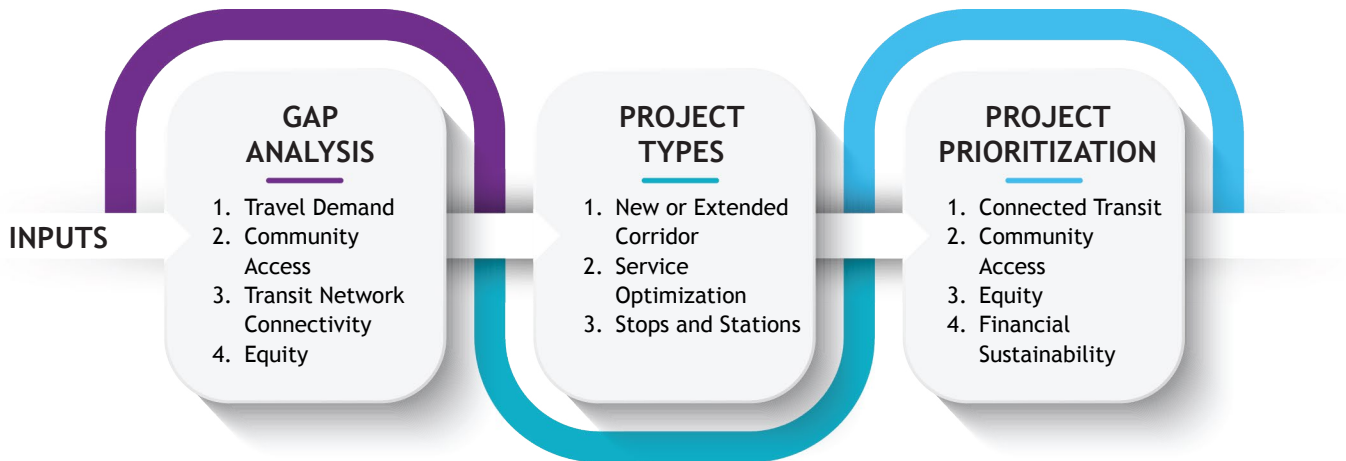 INPUTS
GAP
ANALYSIS
1. Travel Demand
2. Community
Access
3. Transit Network
Connectivity
4. Equity
PROJECT
TYPES
1. New or Extended
Corridor
2. Service
Optimization
3. Stops and Stations
PROJECT
PRIORITIZATION
1. Connected Transit
2. Community
Access
3. Equity
4. Financial
Sustainability